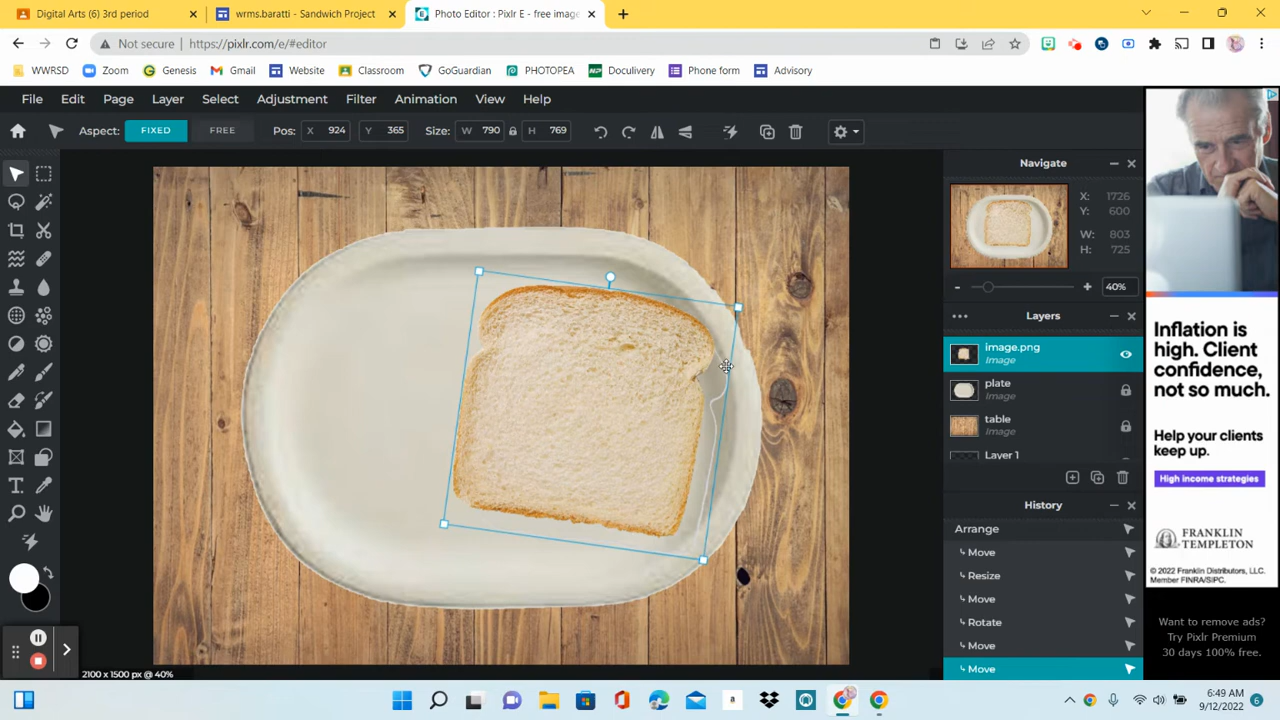 Digital Arts (6) 3rd period
wrms.baratti - Sandwich Project
Photo Editor : Pixlr E - free image
Not secure
https://pixlr.com/e/#editor
WWRSD Zoom Genesis Gmail Website Classroom GoGuardian PHOTOPEA Doculivery Phone form Advisory
File Edit Page Layer Select Adjustment Filter Animation View Help
Aspect: FIXED FREE Pos: X 924 Y 365 Size: W 790 H 769
Navigate
X: 1726
Y: 600
W: 803
H: 725
40%
Layers
image.png
Image
plate
Image
table
Image
Layer 1
History
Arrange
Move
Resize
Move
Rotate
Move
Move
Inflation is
high. Client
confidence,
not so much.
Help your clients
keep up.
High income strategies
FRANKLIN
TEMPLETON
© 2022 Franklin Distributors, LLC.
Member FINRA/SIPC.
Want to remove ads?
Try Pixlr Premium
30 days 100% free.
2100 x 1500 px @ 40%
6:49 AM
9/12/2022
6